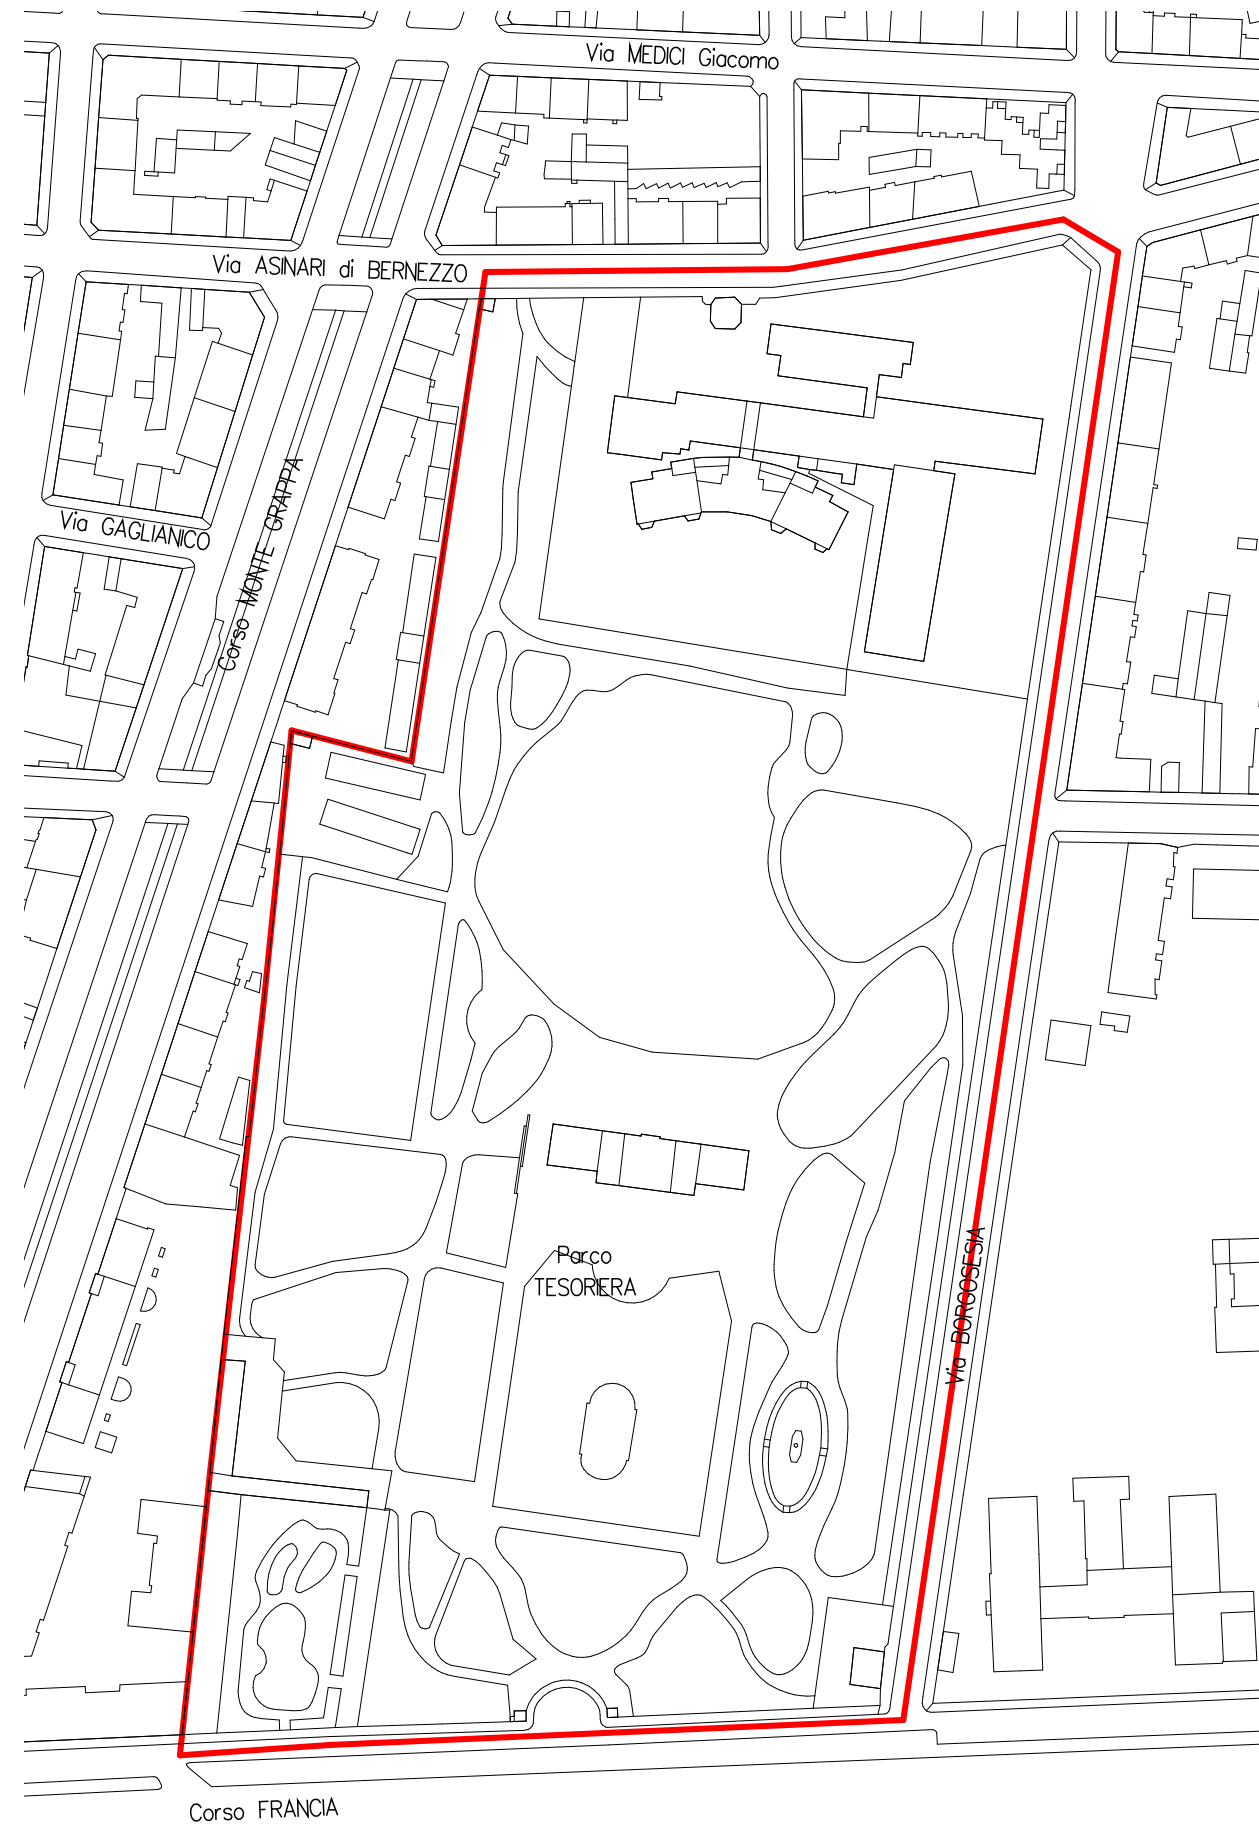 Via MEDICI Giacomo
Via ASINARI di BERNEZZO
Via GAGLIANICO
Corso MONTE GRAPPA
Parco
TESORIERA
Via BORGOSESIA
Corso FRANCIA